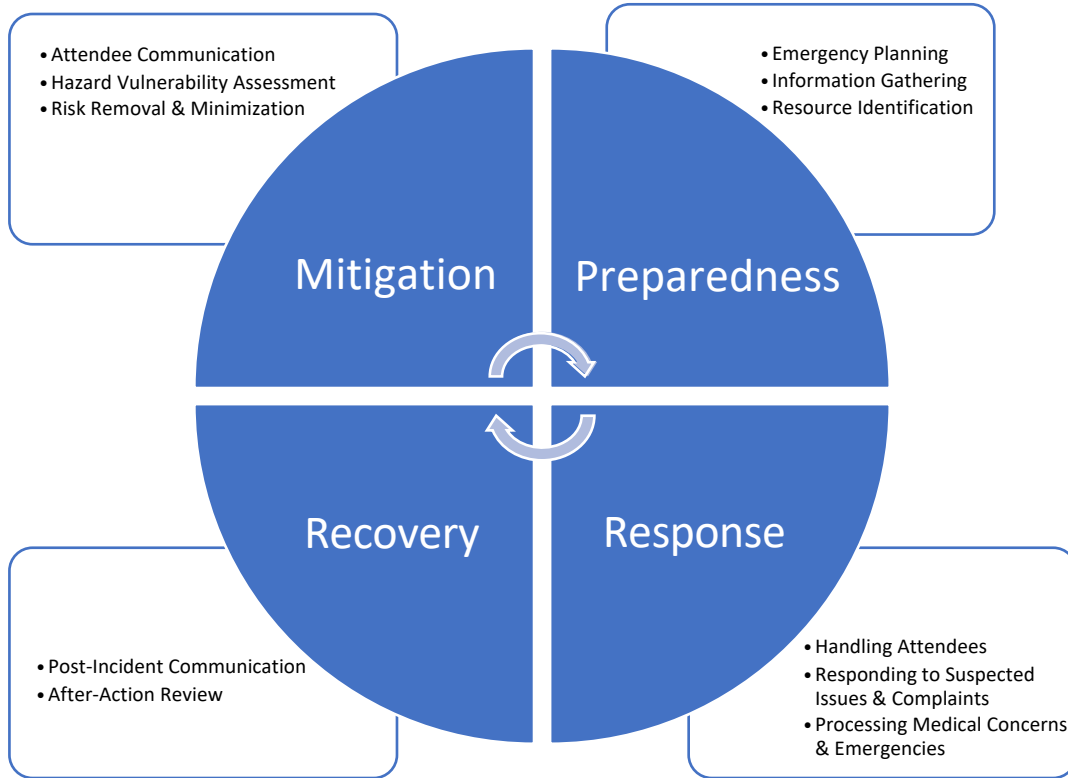 • Attendee Communication
• Hazard Vulnerability Assessment
• Risk Removal & Minimization
• Emergency Planning
• Information Gathering
• Resource Identification
Mitigation
Preparedness
Recovery
Response
• Post-Incident Communication
• After-Action Review
• Handling Attendees
• Responding to Suspected
Issues & Complaints
• Processing Medical Concerns
& Emergencies